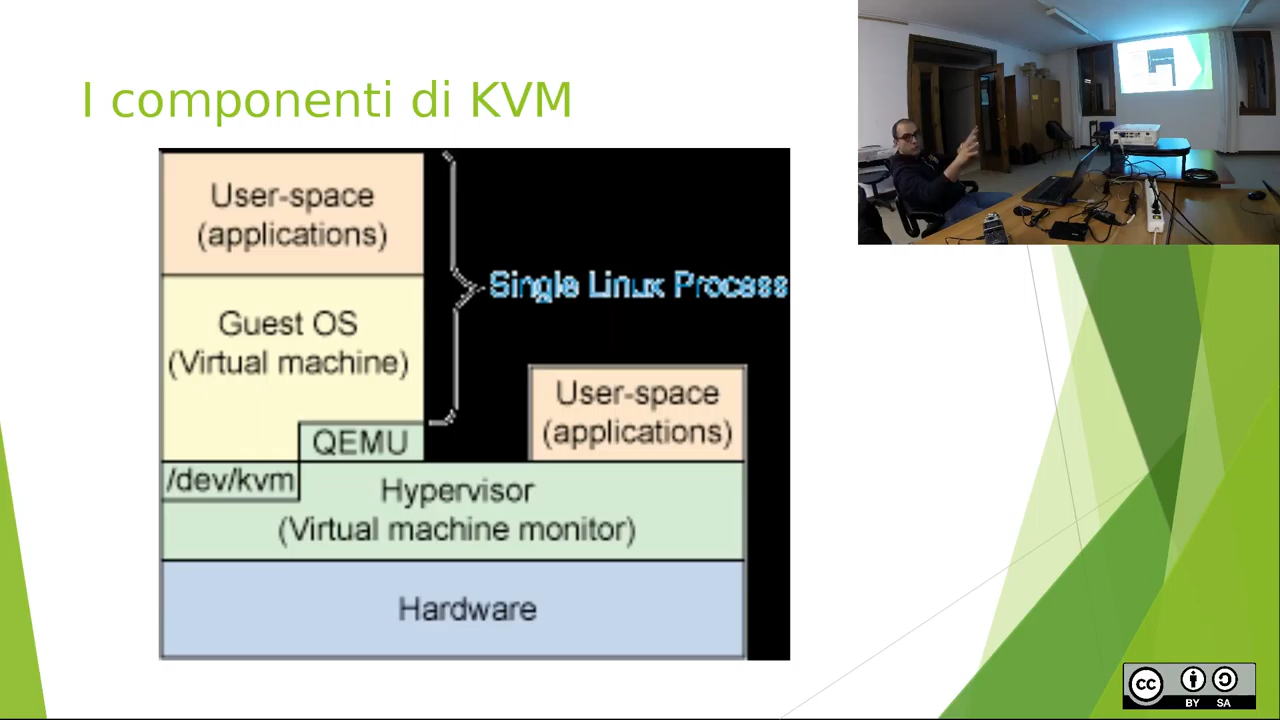 I componenti di KVM
User-space
(applications)
Single Linux Process
Guest OS
(Virtual machine)
User-space
(applications)
QEMU
/dev/kvm
Hypervisor
(Virtual machine monitor)
Hardware
cc
BY SA